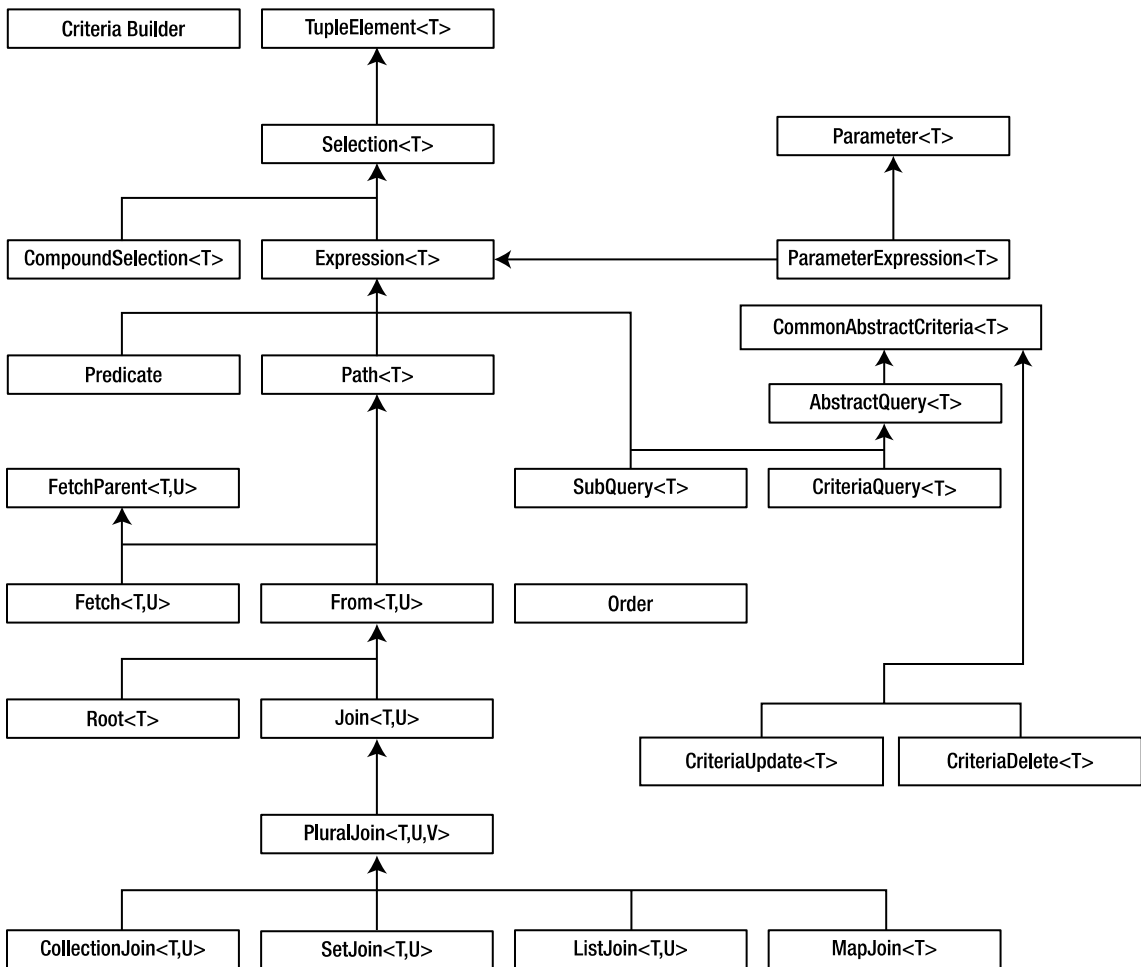 Criteria Builder
TupleElement<T>
Selection<T>
Parameter<T>
CompoundSelection<T>
Expression<T>
ParameterExpression<T>
CommonAbstractCriteria<T>
Predicate
Path<T>
AbstractQuery<T>
FetchParent<T,U>
SubQuery<T>
CriteriaQuery<T>
Fetch<T,U>
From<T,U>
Order
Root<T>
Join<T,U>
CriteriaUpdate<T>
CriteriaDelete<T>
PluralJoin<T,U,V>
CollectionJoin<T,U>
SetJoin<T,U>
ListJoin<T,U>
MapJoin<T>